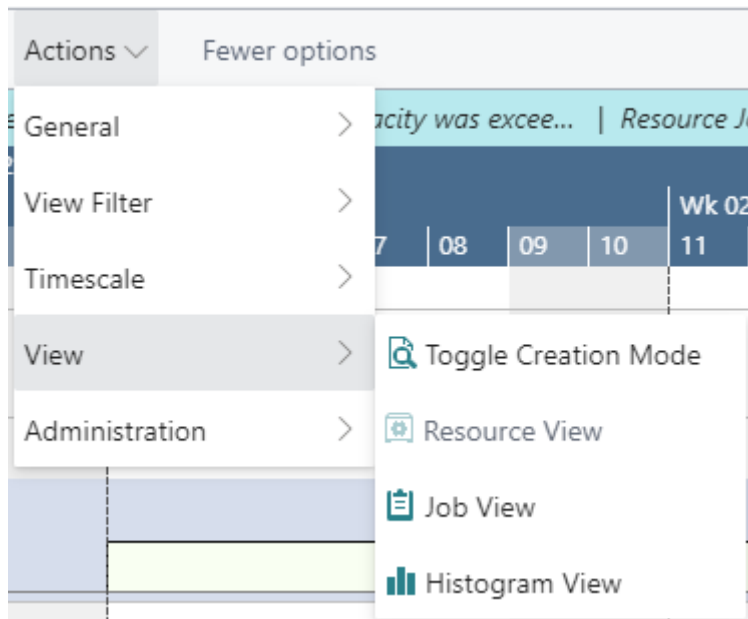 Actions Fewer options
General
acity was excee... | Resource
View Filter
Wk 02
7 08 09 10 11
Timescale
View
Toggle Creation Mode
Administration
Resource View
Job View
Histogram View